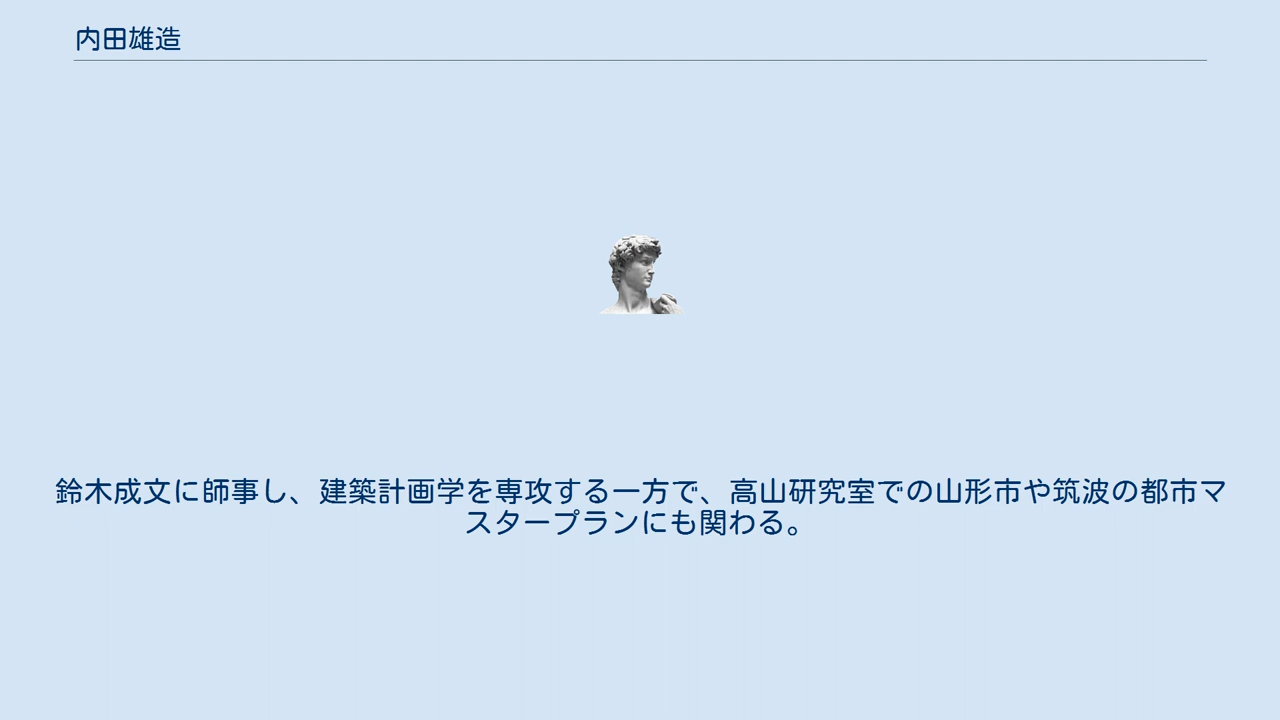 内田雄造
鈴木成文に師事し、建築計画学を専攻する一方で、高山研究室での山形市や筑波の都市マ
スタープランにも関わる。